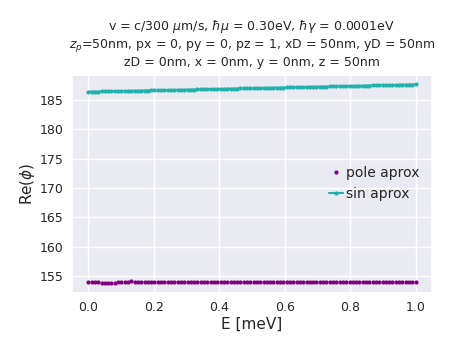 v = c/300 μm/s, ℏμ = 0.30eV, ℏγ = 0.0001eV
zₚ=50nm, px = 0, py = 0, pz = 1, xD = 50nm, yD = 50nm
zD = 0nm, x = 0nm, y = 0nm, z = 50nm
Re(ϕ)
185
180
175
170
165
160
155
pole aprox
sin aprox
0.0 0.2 0.4 0.6 0.8 1.0
E [meV]